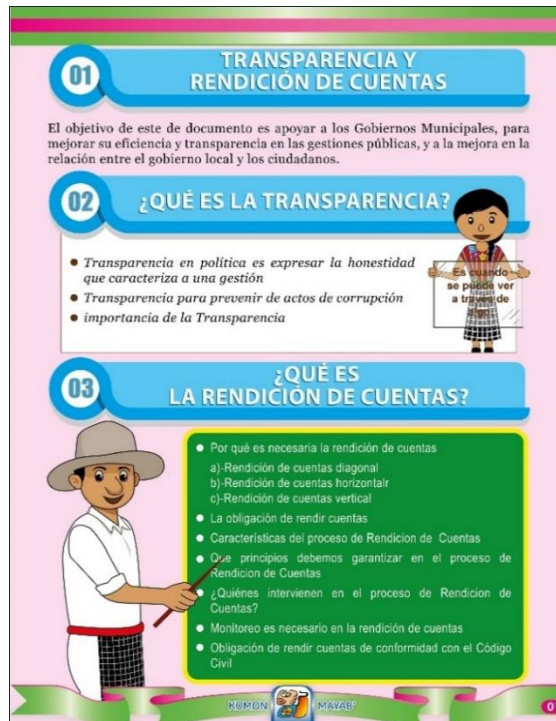 01
TRANSPARENCIA Y
RENDICIÓN DE CUENTAS
El objetivo de este de documento es apoyar a los Gobiernos Municipales, para
mejorar su eficiencia y transparencia en las gestiones públicas, y a la mejora en la
relación entre el gobierno local y los ciudadanos.
02
¿QUÉ ES LA TRANSPARENCIA?
• Transparencia en política es expresar la honestidad
que caracteriza a una gestión
• Transparencia para prevenir de actos de corrupción
• importancia de la Transparencia
Es cuando
se puede ver
a través de
algo.
03
¿QUÉ ES
LA RENDICIÓN DE CUENTAS?
• Por qué es necesaria la rendición de cuentas
a)-Rendición de cuentas diagonal
b)-Rendición de cuentas horizontalr
c)-Rendición de cuentas vertical
• La obligación de rendir cuentas
• Características del proceso de Rendicion de Cuentas
• Que principios debemos garantizar en el proceso de
Rendicion de Cuentas
• ¿Quiénes intervienen en el proceso de Rendicion de
Cuentas?
• Monitoreo es necesario en la rendición de cuentas
• Obligación de rendir cuentas de conformidad con el Código
Civil
KOMON MAYAB'